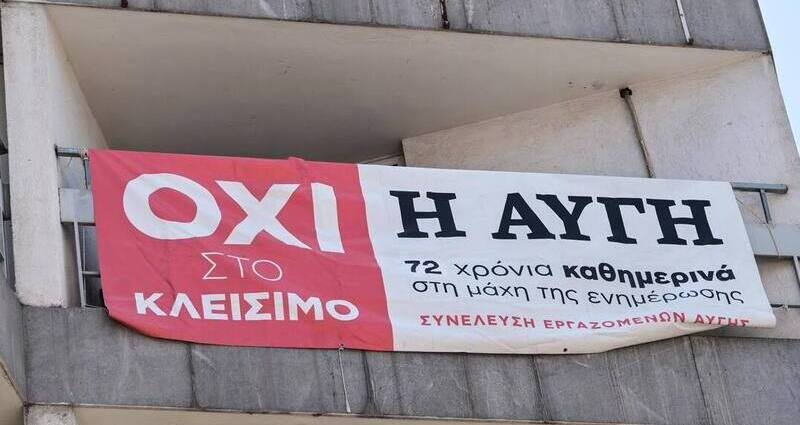 ΟΧΙ
ΣΤΟ
ΚΛΕΙΣΙΜΟ
Η ΑΥΓΗ
72 χρόνια καθημερινά
στη μάχη της ενημέρωσης
ΣΥΝΕΛΕΥΣΗ ΕΡΓΑΖΟΜΕΝΩΝ ΑΥΓΗΣ